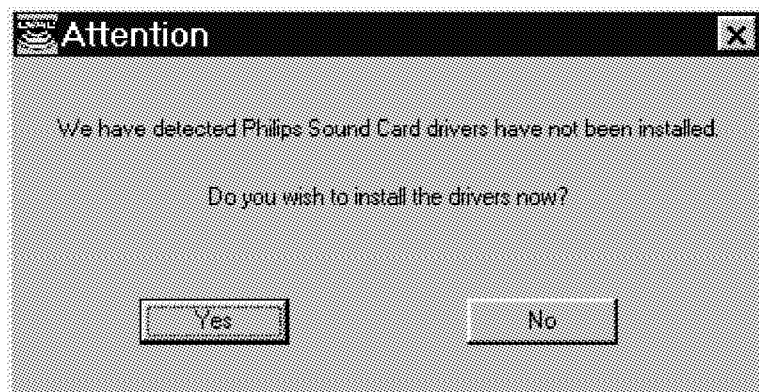 Attention
We have detected Philips Sound Card drivers have not been installed.
Do you wish to install the drivers now?
Yes
No